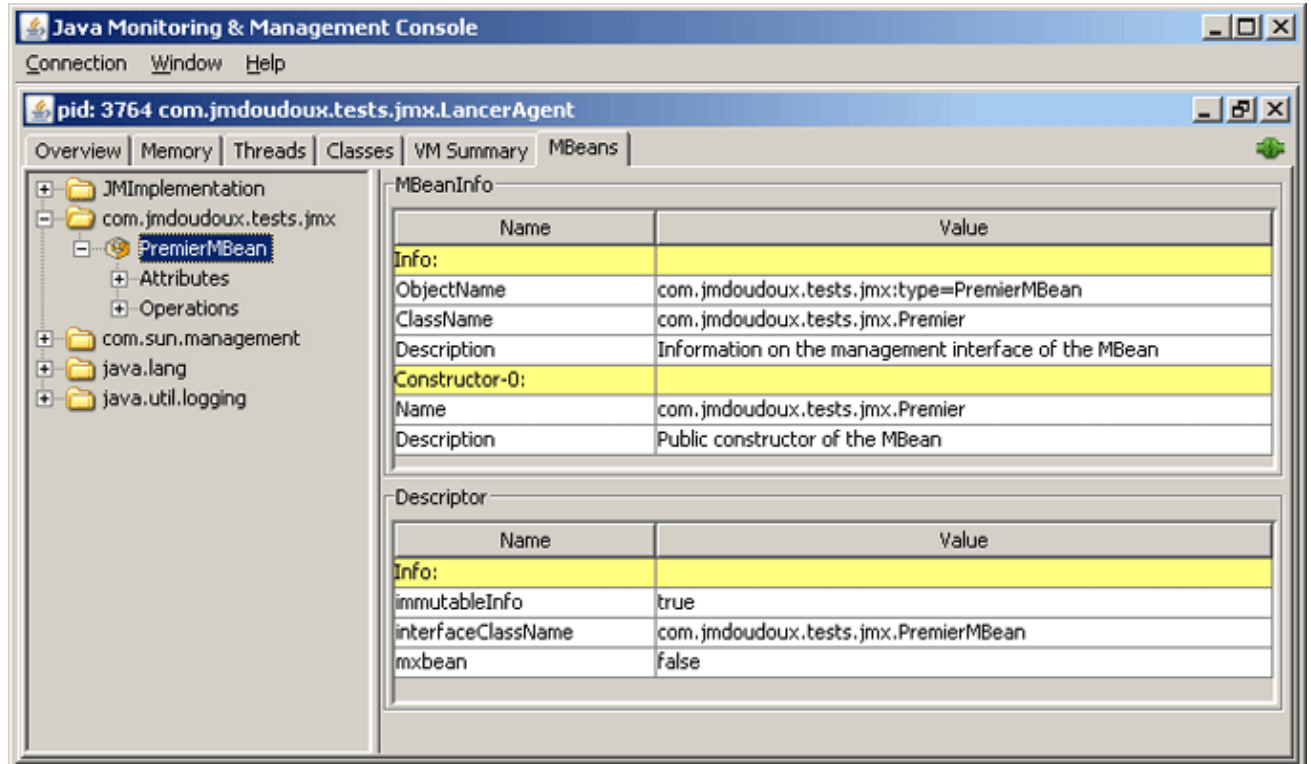 Java Monitoring & Management Console
Connection Window Help
pid: 3764 com.jmdoudoux.tests.jmx.LancerAgent
Overview Memory Threads Classes VM Summary MBeans
JMImplementation
com.jmdoudoux.tests.jmx
PremierMBean
Attributes
Operations
com.sun.management
java.lang
java.util.logging
MBeanInfo
Name Value
Info:
ObjectName com.jmdoudoux.tests.jmx:type=PremierMBean
ClassName com.jmdoudoux.tests.jmx.Premier
Description Information on the management interface of the MBean
Constructor-0:
Name com.jmdoudoux.tests.jmx.Premier
Description Public constructor of the MBean
Descriptor
Name Value
Info:
immutableInfo true
interfaceClassName com.jmdoudoux.tests.jmx.PremierMBean
mxbean false